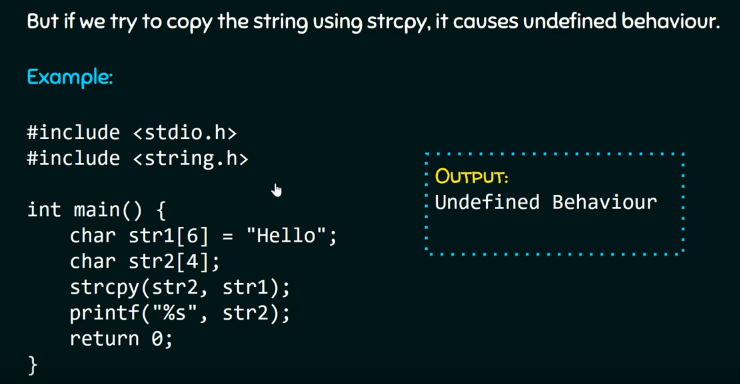 But if we try to copy the string using strcpy, it causes undefined behaviour.
Example:
#include <stdio.h>
#include <string.h>
int main() {
    char str1[6] = "Hello";
    char str2[4];
    strcpy(str2, str1);
    printf("%s", str2);
    return 0;
}
OUTPUT:
Undefined Behaviour